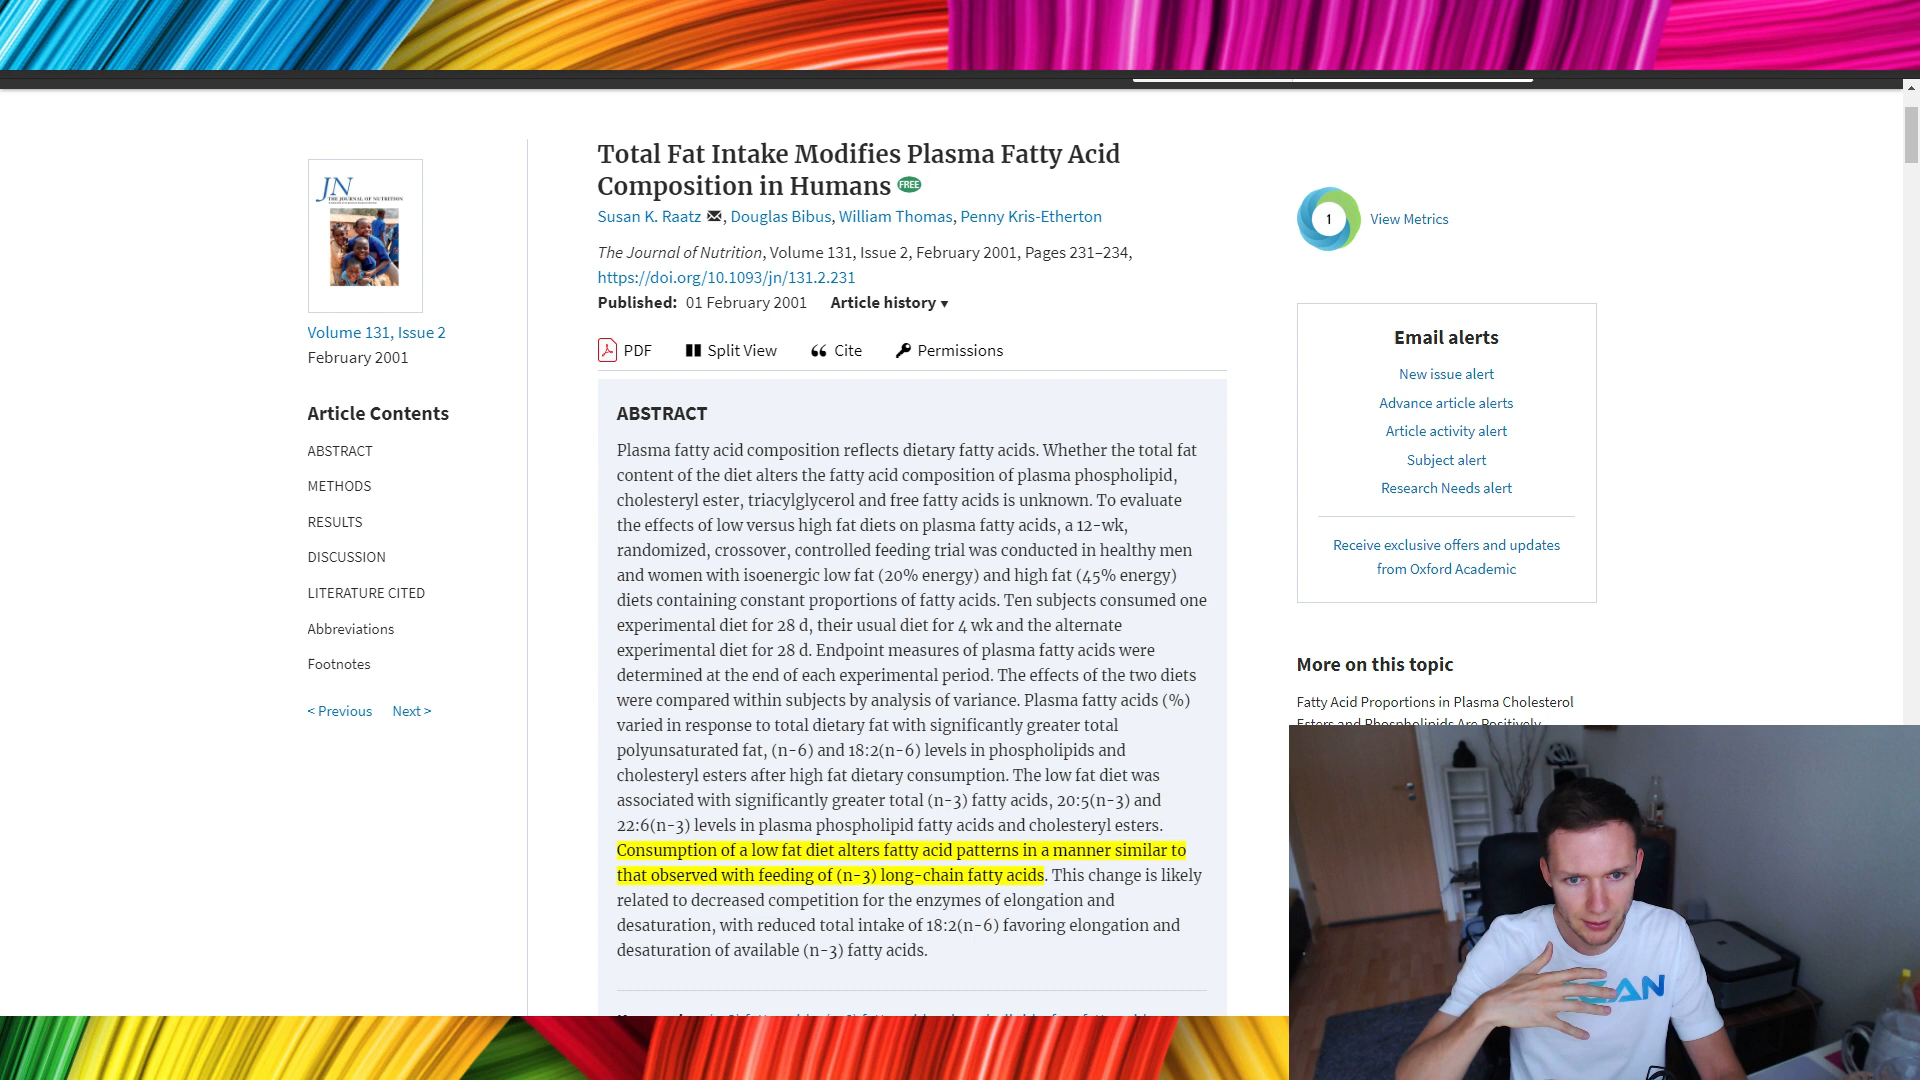 JN
THE JOURNAL OF NUTRITION
Volume 131, Issue 2
February 2001
Article Contents
ABSTRACT
METHODS
RESULTS
DISCUSSION
LITERATURE CITED
Abbreviations
Footnotes
< Previous Next >
Total Fat Intake Modifies Plasma Fatty Acid
Composition in Humans FREE
Susan K. Raatz , Douglas Bibus, William Thomas, Penny Kris-Etherton
The Journal of Nutrition, Volume 131, Issue 2, February 2001, Pages 231–234,
https://doi.org/10.1093/jn/131.2.231
Published: 01 February 2001 Article history
PDF Split View Cite Permissions
ABSTRACT
Plasma fatty acid composition reflects dietary fatty acids. Whether the total fat
content of the diet alters the fatty acid composition of plasma phospholipid,
cholesteryl ester, triacylglycerol and free fatty acids is unknown. To evaluate
the effects of low versus high fat diets on plasma fatty acids, a 12-wk,
randomized, crossover, controlled feeding trial was conducted in healthy men
and women with isoenergic low fat (20% energy) and high fat (45% energy)
diets containing constant proportions of fatty acids. Ten subjects consumed one
experimental diet for 28 d, their usual diet for 4 wk and the alternate
experimental diet for 28 d. Endpoint measures of plasma fatty acids were
determined at the end of each experimental period. The effects of the two diets
were compared within subjects by analysis of variance. Plasma fatty acids (%)
varied in response to total dietary fat with significantly greater total
polyunsaturated fat, (n-6) and 18:2(n-6) levels in phospholipids and
cholesteryl esters after high fat dietary consumption. The low fat diet was
associated with significantly greater total (n-3) fatty acids, 20:5(n-3) and
22:6(n-3) levels in plasma phospholipid fatty acids and cholesteryl esters.
Consumption of a low fat diet alters fatty acid patterns in a manner similar to
that observed with feeding of (n-3) long-chain fatty acids. This change is likely
related to decreased competition for the enzymes of elongation and
desaturation, with reduced total intake of 18:2(n-6) favoring elongation and
desaturation of available (n-3) fatty acids.
1 View Metrics
Email alerts
New issue alert
Advance article alerts
Article activity alert
Subject alert
Research Needs alert
Receive exclusive offers and updates
from Oxford Academic
More on this topic
Fatty Acid Proportions in Plasma Cholesterol
Esters and Phospholipids Are Positively